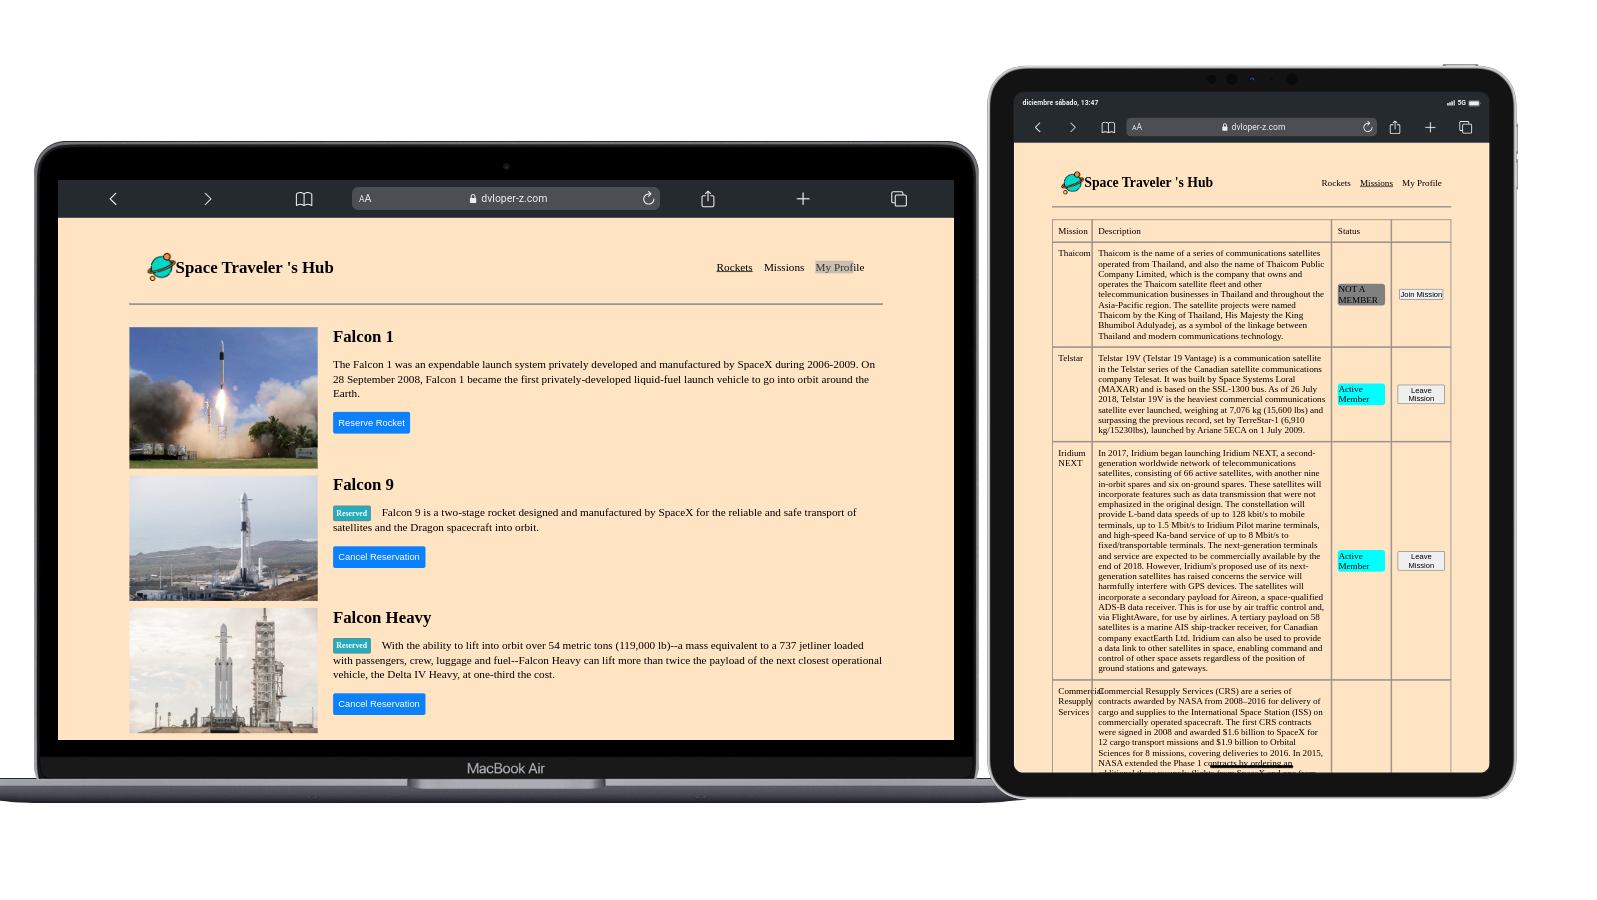 AA
dvloper-z.com
Space Traveler 's Hub
Rockets
Missions
My Profile
Falcon 1
The Falcon 1 was an expendable launch system privately developed and manufactured by SpaceX during 2006-2009. On
28 September 2008, Falcon 1 became the first privately-developed liquid-fuel launch vehicle to go into orbit around the
Earth.
Reserve Rocket
Falcon 9
Reserved Falcon 9 is a two-stage rocket designed and manufactured by SpaceX for the reliable and safe transport of
satellites and the Dragon spacecraft into orbit.
Cancel Reservation
Falcon Heavy
Reserved With the ability to lift into orbit over 54 metric tons (119,000 lb)--a mass equivalent to a 737 jetliner loaded
with passengers, crew, luggage and fuel--Falcon Heavy can lift more than twice the payload of the next closest operational
vehicle, the Delta IV Heavy, at one-third the cost.
Cancel Reservation
MacBook Air
diciembre sábado, 13:47
5G
AA
dvloper-z.com
Space Traveler 's Hub
Rockets
Missions
My Profile
Mission
Description
Status
Thaicom
Thaicom is the name of a series of communications satellites
operated from Thailand, and also the name of Thaicom Public
Company Limited, which is the company that owns and
operates the Thaicom satellite fleet and other
telecommunication businesses in Thailand and throughout the
Asia-Pacific region. The satellite projects were named
Thaicom by the King of Thailand, His Majesty the King
Bhumibol Adulyadej, as a symbol of the linkage between
Thailand and modern communications technology.
NOT A
MEMBER
Join Mission
Telstar
Telstar 19V (Telstar 19 Vantage) is a communication satellite
in the Telstar series of the Canadian satellite communications
company Telesat. It was built by Space Systems Loral
(MAXAR) and is based on the SSL-1300 bus. As of 26 July
2018, Telstar 19V is the heaviest commercial communications
satellite ever launched, weighing at 7,076 kg (15,600 lbs) and
surpassing the previous record, set by TerreStar-1 (6,910
kg/15230lbs), launched by Ariane 5ECA on 1 July 2009.
Active
Member
Leave
Mission
Iridium
NEXT
In 2017, Iridium began launching Iridium NEXT, a second-
generation worldwide network of telecommunications
satellites, consisting of 66 active satellites, with another nine
in-orbit spares and six on-ground spares. These satellites will
incorporate features such as data transmission that were not
emphasized in the original design. The constellation will
provide L-band data speeds of up to 128 kbit/s to mobile
terminals, up to 1.5 Mbit/s to Iridium Pilot marine terminals,
and high-speed Ka-band service of up to 8 Mbit/s to
fixed/transportable terminals. The next-generation terminals
and service are expected to be commercially available by the
end of 2018. However, Iridium's proposed use of its next-
generation satellites has raised concerns the service will
harmfully interfere with GPS devices. The satellites will
incorporate a secondary payload for Aireon, a space-qualified
ADS-B data receiver. This is for use by air traffic control and,
via FlightAware, for use by airlines. A tertiary payload on 58
satellites is a marine AIS ship-tracker receiver, for Canadian
company exactEarth Ltd. Iridium can also be used to provide
a data link to other satellites in space, enabling command and
control of other space assets regardless of the position of
ground stations and gateways.
Active
Member
Leave
Mission
Commercial
Resupply
Services
Commercial Resupply Services (CRS) are a series of
contracts awarded by NASA from 2008–2016 for delivery of
cargo and supplies to the International Space Station (ISS) on
commercially operated spacecraft. The first CRS contracts
were signed in 2008 and awarded $1.6 billion to SpaceX for
12 cargo transport missions and $1.9 billion to Orbital
Sciences for 8 missions, covering deliveries to 2016. In 2015,
NASA extended the Phase 1 contracts by ordering an